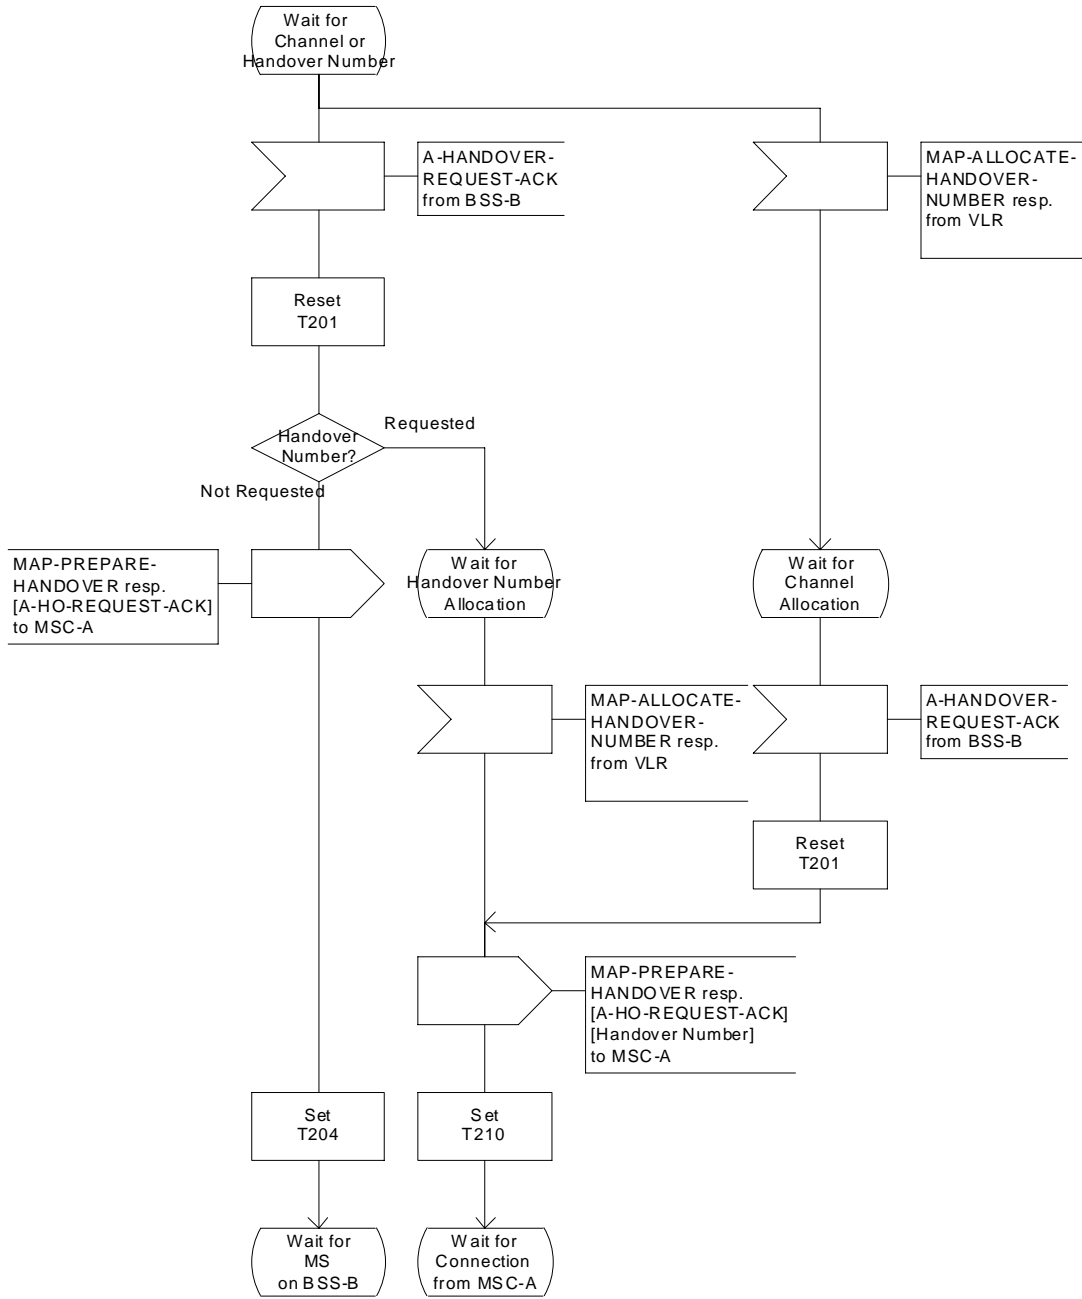 Wait for
Channel or
Handover Number
A-HANDOVER-
REQUEST-ACK
from BSS-B
MAP-ALLOCATE-
HANDOVER-
NUMBER resp.
from VLR
Reset
T201
Handover
Number?
Requested
Not Requested
MAP-PREPARE-
HANDOVER resp.
[A-HO-REQUEST-ACK]
to MSC-A
Wait for
Handover Number
Allocation
Wait for
Channel
Allocation
MAP-ALLOCATE-
HANDOVER-
NUMBER resp.
from VLR
A-HANDOVER-
REQUEST-ACK
from BSS-B
Reset
T201
MAP-PREPARE-
HANDOVER resp.
[A-HO-REQUEST-ACK]
[Handover Number]
to MSC-A
Set
T204
Set
T210
Wait for
MS
on BSS-B
Wait for
Connection
from MSC-A